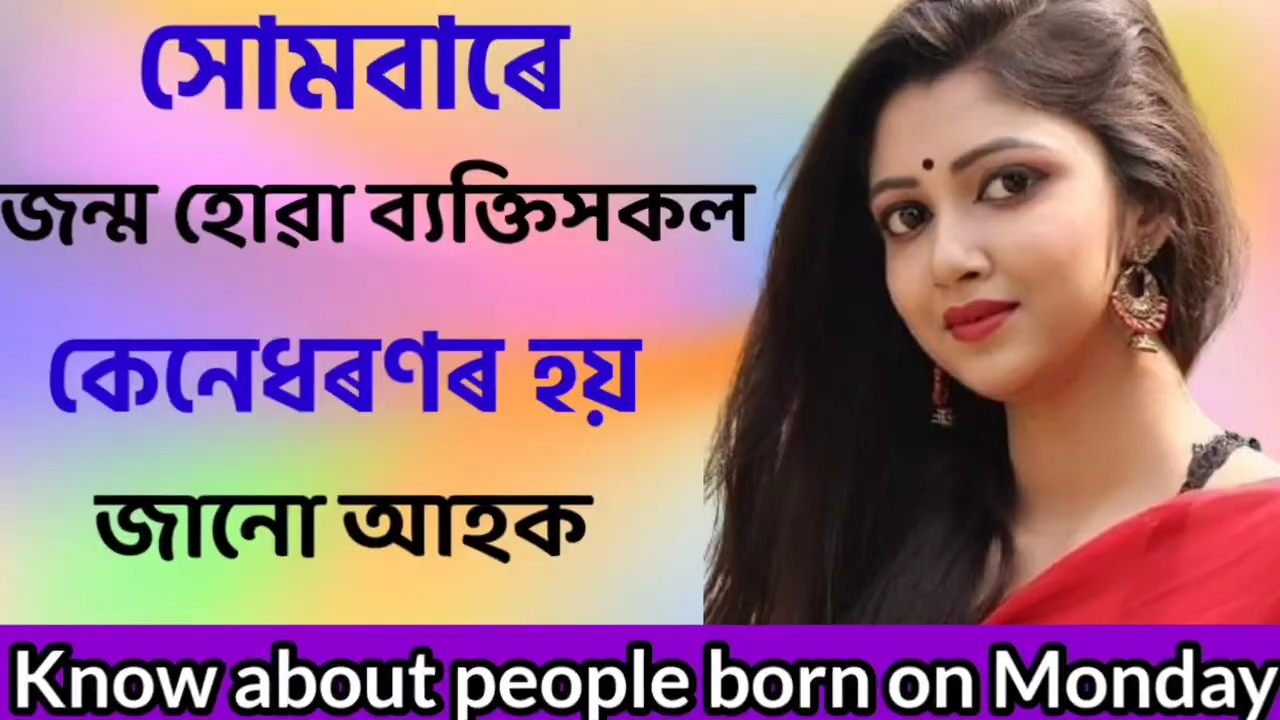 সোমবাৰে
জন্ম হোৱা ব্যক্তিসকল
কেনেধৰণৰ হয়
জানো আহক
Know about people born on Monday